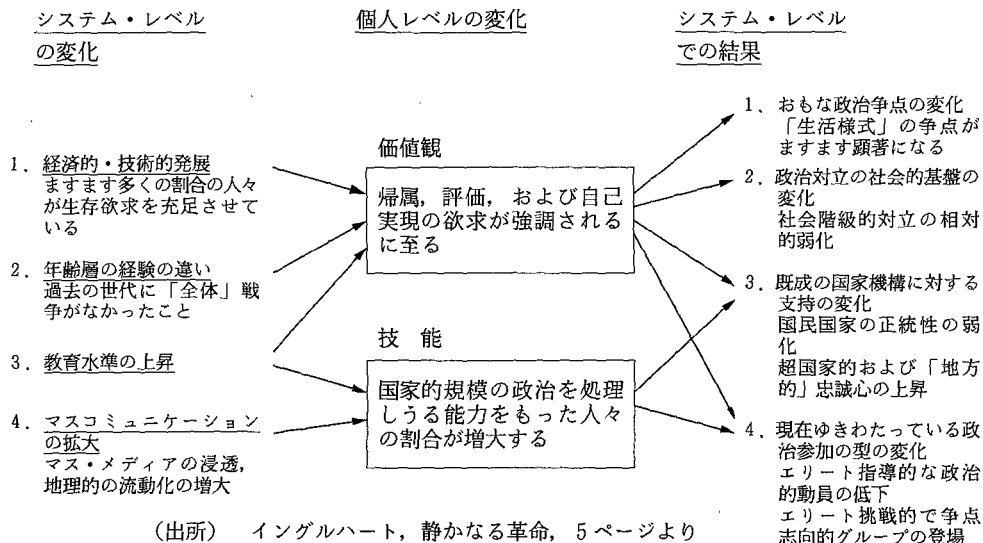 システム・レベル
の変化
1．経済的・技術的発展
ますます多くの割合の人々
が生存欲求を充足させて
いる
2．年齢層の経験の違い
過去の世代に「全体」戦
争がなかったこと
3．教育水準の上昇
4．マスコミュニケーション
の拡大
マス・メディアの浸透，
地理的の流動化の増大
個人レベルの変化
価値観
帰属，評価，および自己
実現の欲求が強調される
に至る
技　能
国家的規模の政治を処理
しうる能力をもった人々
の割合が増大する
システム・レベル
での結果
1．おもな政治争点の変化
「生活様式」の争点が
ますます顕著になる
2．政治対立の社会的基盤の
変化
社会階級的対立の相対
的弱化
3．既成の国家機構に対する
支持の変化
国民国家の正統性の弱
化
超国家的および「地方
的」忠誠心の上昇
4．現在ゆきわたっている政
治参加の型の変化
エリート指導的な政治
的動員の低下
エリート挑戦的で争点
志向的グループの登場
（出所）　イングルハート，静かなる革命，5ページより